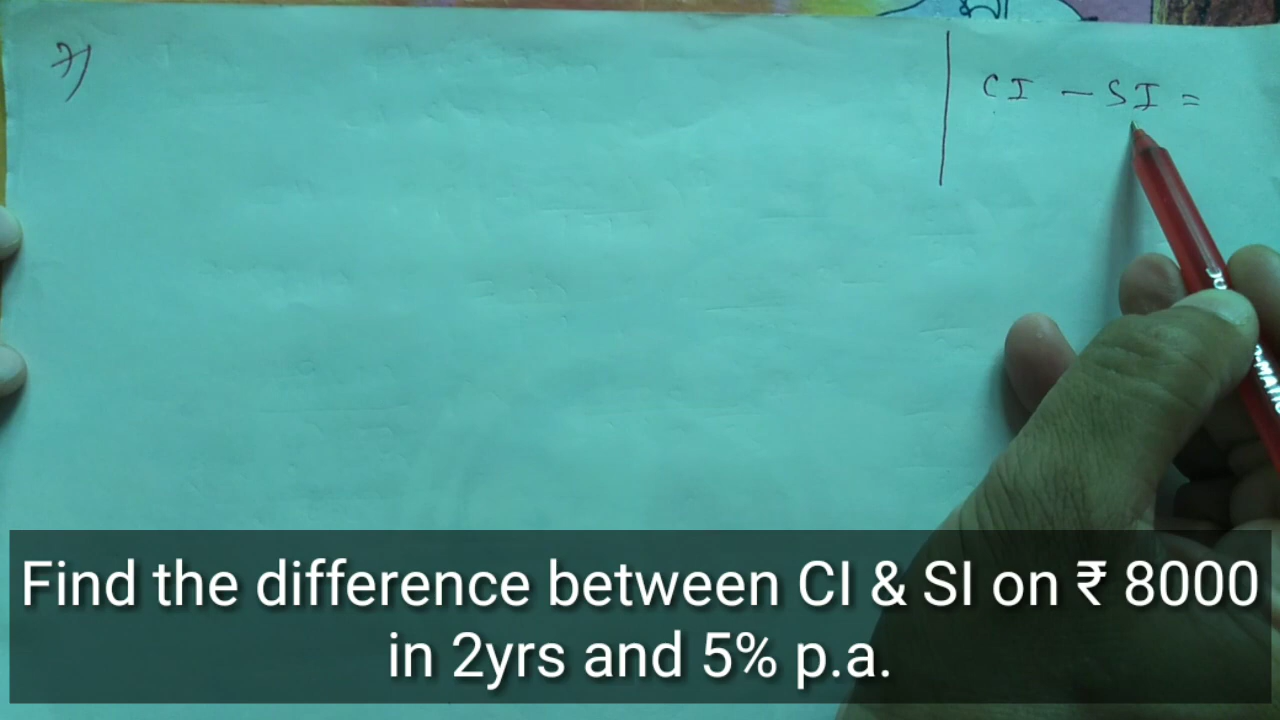 7)
CI - SI =
Find the difference between CI & SI on ₹ 8000
in 2yrs and 5% p.a.